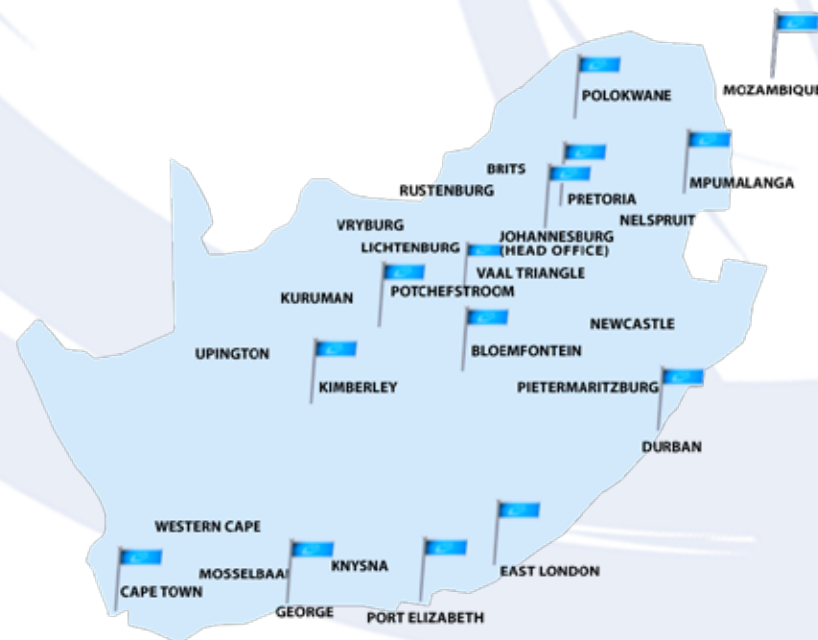 MOZAMBIQUE
POLOKWANE
BRITS
MPUMALANGA
RUSTENBURG
PRETORIA
NELSPRUIT
VRYBURG
JOHANNESBURG
(HEAD OFFICE)
LICHTENBURG
VAAL TRIANGLE
POTCHEFSTROOM
KURUMAN
NEWCASTLE
UPINGTON
BLOEMFONTEIN
KIMBERLEY
PIETERMARITZBURG
DURBAN
WESTERN CAPE
KNYSNA
EAST LONDON
MOSSELBAAI
CAPE TOWN
GEORGE
PORT ELIZABETH